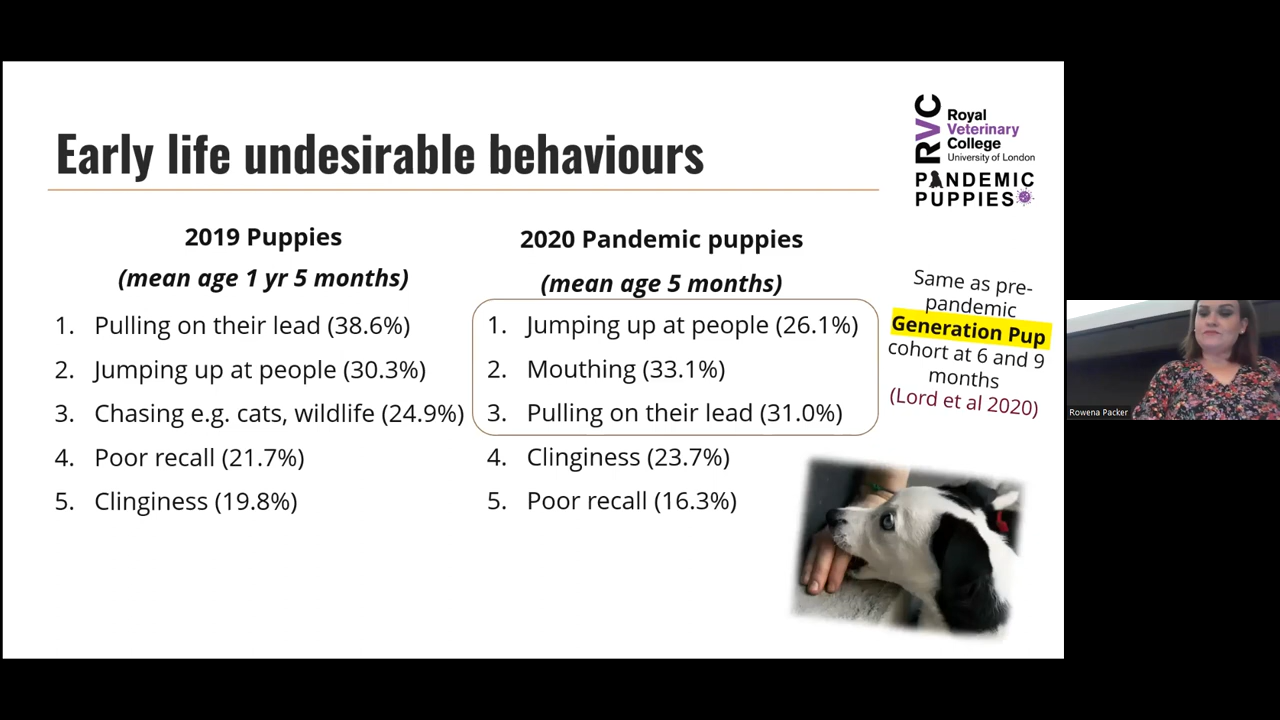 Early life undesirable behaviours
RVC
Royal
Veterinary
College
University of London
PANDEMIC
PUPPIES
2019 Puppies
(mean age 1 yr 5 months)
1. Pulling on their lead (38.6%)
2. Jumping up at people (30.3%)
3. Chasing e.g. cats, wildlife (24.9%)
4. Poor recall (21.7%)
5. Clinginess (19.8%)
2020 Pandemic puppies
(mean age 5 months)
1. Jumping up at people (26.1%)
2. Mouthing (33.1%)
3. Pulling on their lead (31.0%)
4. Clinginess (23.7%)
5. Poor recall (16.3%)
Same as pre-
pandemic
Generation Pup
cohort at 6 and 9
months
(Lord et al 2020)
Rowena Packer